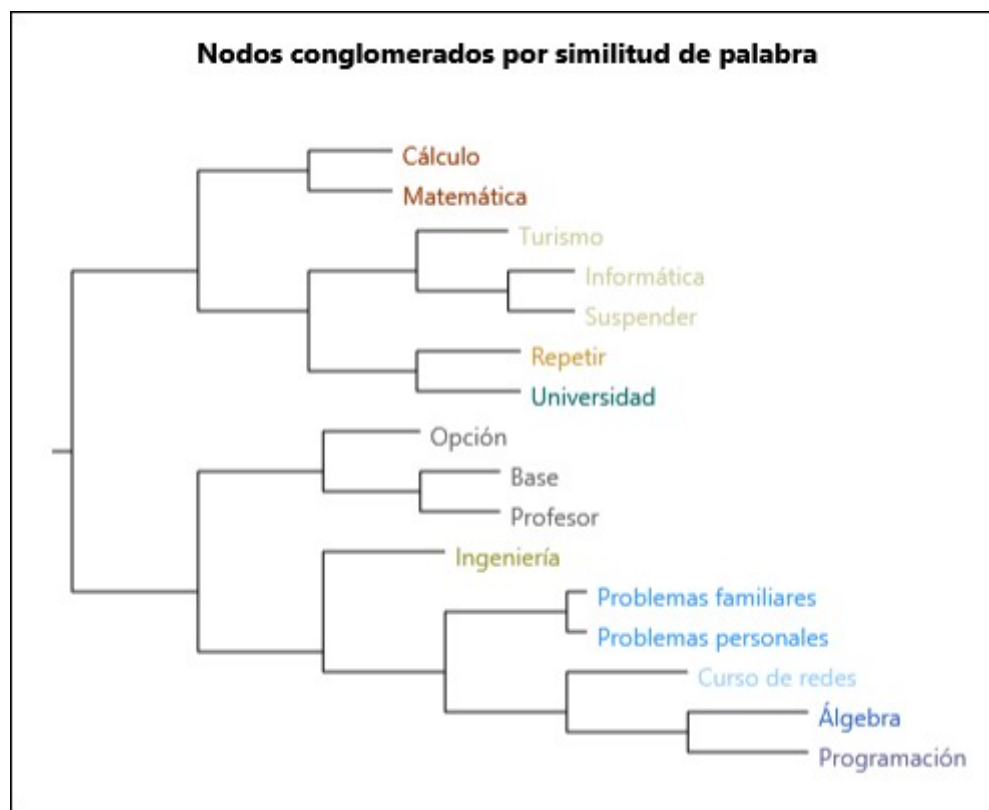 Nodos conglomerados por similitud de palabra
Cálculo
Matemática
Turismo
Informática
Suspender
Repetir
Universidad
Opción
Base
Profesor
Ingeniería
Problemas familiares
Problemas personales
Curso de redes
Álgebra
Programación